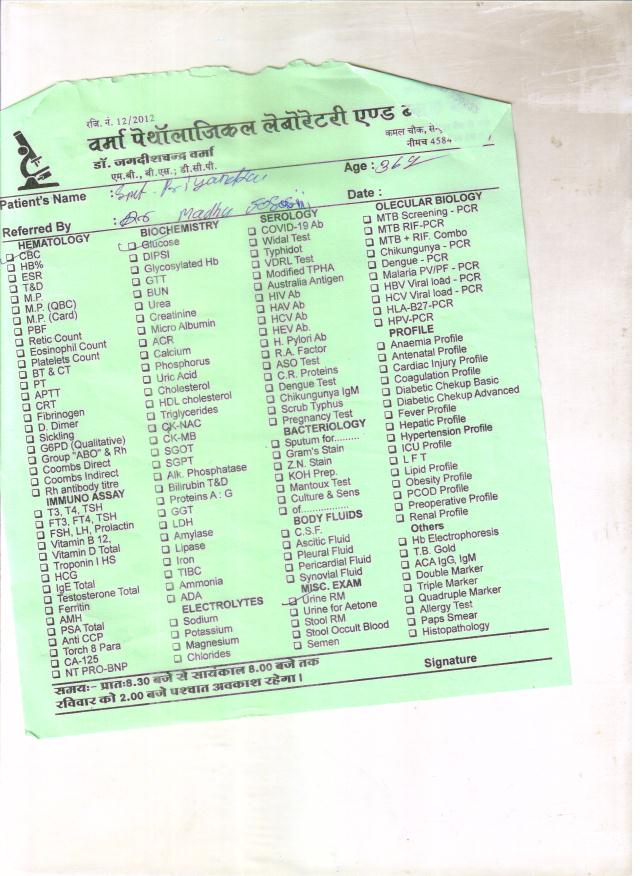 रजि. नं. 12/2012
वर्मा पेथॉलाजिकल लेबोरेटरी एण्ड
डॉ. जगदीशचन्द्र वर्मा
एम.बी., बी.एस.; डी.सी.पी.
कमल चौक,
नीमच
Patient's Name : Smt Priyanka
Age : 36y
Referred By : Dr Madhu
Date :
HEMATOLOGY
CBC
HB%
ESR
T&D
M.P.
M.P. (QBC)
M.P. (Card)
PBF
Retic Count
Eosinophil Count
Platelets Count
BT & CT
PT
APTT
CRT
Fibrinogen
D. Dimer
Sickling
G6PD (Qualitative)
Group "ABO" & Rh
Coombs Direct
Coombs Indirect
Rh antibody titre
IMMUNO ASSAY
T3, T4, TSH
FT3, FT4, TSH
FSH, LH, Prolactin
Vitamin B 12,
Vitamin D Total
Troponin I HS
HCG
IgE Total
Testosterone Total
Ferritin
AMH
PSA Total
Anti CCP
Torch 8 Para
CA-125
NT PRO-BNP
BIOCHEMISTRY
Glucose
DIPSI
Glycosylated Hb
GTT
BUN
Urea
Creatinine
Micro Albumin
ACR
Calcium
Phosphorus
Uric Acid
Cholesterol
HDL cholesterol
Triglycerides
CK-NAC
CK-MB
SGOT
SGPT
Alk. Phosphatase
Bilirubin T&D
Proteins A : G
GGT
LDH
Amylase
Lipase
Iron
TIBC
Ammonia
ADA
ELECTROLYTES
Sodium
Potassium
Magnesium
Chlorides
SEROLOGY
COVID-19 Ab
Widal Test
Typhidot
VDRL Test
Modified TPHA
Australia Antigen
HIV Ab
HAV Ab
HCV Ab
HEV Ab.
H. Pylori Ab
R.A. Factor
ASO Test
C.R. Proteins
Dengue Test
Chikungunya IgM
Scrub Typhus
Pregnancy Test
BACTERIOLOGY
Sputum for.........
Gram's Stain
Z.N. Stain
KOH Prep.
Mantoux Test
Culture & Sens
of.................
BODY FLUIDS
C.S.F.
Ascitic Fluid
Pleural Fluid
Pericardial Fluid
Synovlal Fluid
MISC. EXAM
Urine RM
Urine for Aetone
Stool RM
Stool Occult Blood
Semen
OLECULAR BIOLOGY
MTB Screening - PCR
MTB RIF-PCR
MTB + RIF. Combo
Chikungunya - PCR
Dengue - PCR
Malaria PV/PF - PCR
HBV Viral load - PCR
HCV Viral load - PCR
HLA-B27-PCR
HPV-PCR
PROFILE
Anaemia Profile
Antenatal Profile
Cardiac Injury Profile
Coagulation Profile
Diabetic Chekup Basic
Diabetic Chekup Advanced
Fever Profile
Hepatic Profile
Hypertension Profile
ICU Profile
L F T
Lipid Profile
Obesity Profile
PCOD Profile
Preoperative Profile
Renal Profile
Others
Hb Electrophoresis
T.B. Gold
ACA IgG, IgM
Double Marker
Triple Marker
Quadruple Marker
Allergy Test
Paps Smear
Histopathology
समय:– प्रातः8.30 बजे से सायंकाल 8.00 बजे तक
रविवार को 2.00 बजे पश्चात अवकाश रहेगा।
Signature